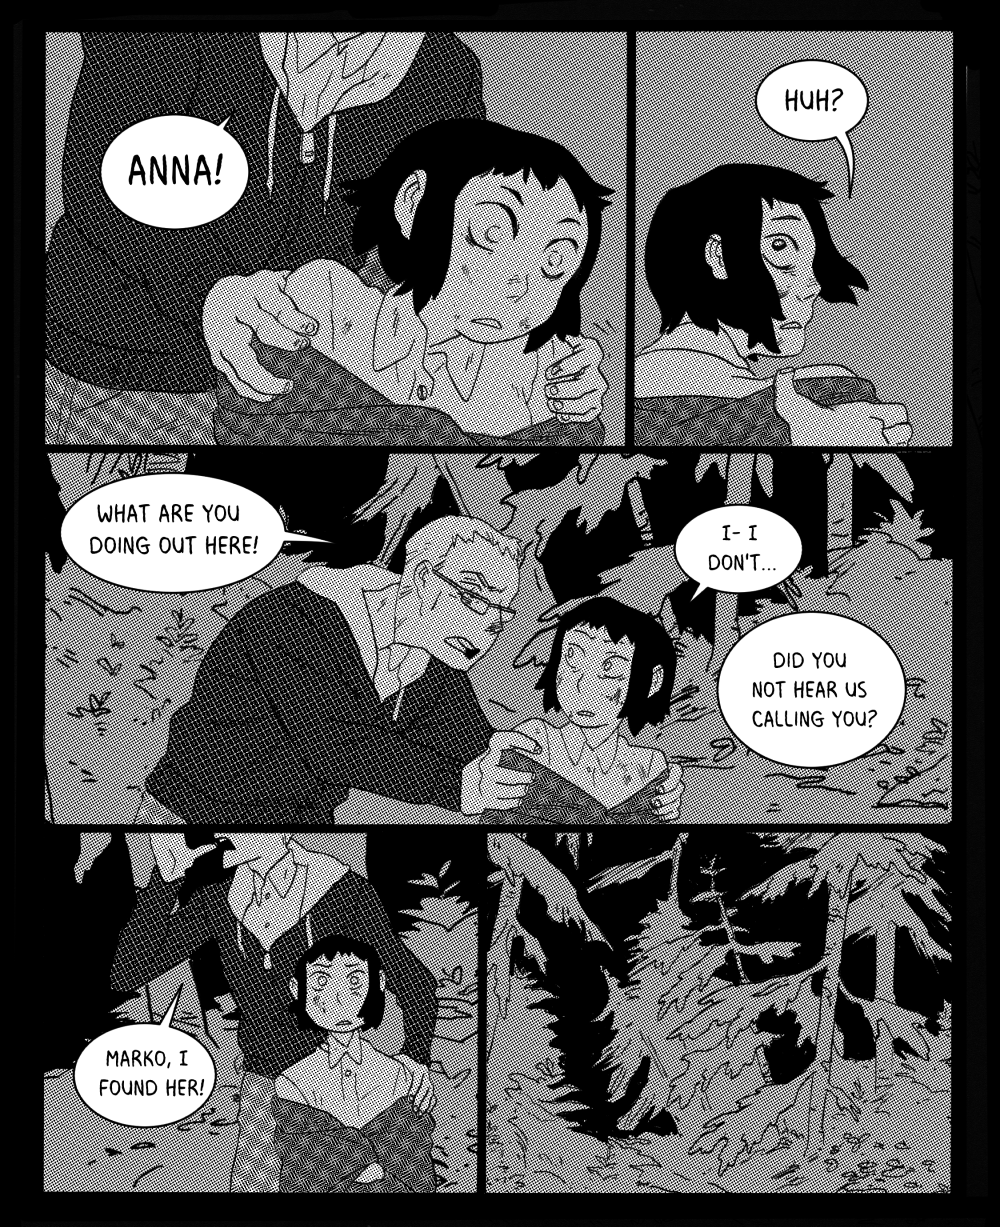 ANNA!
HUH?
WHAT ARE YOU
DOING OUT HERE!
I- I
DON'T...
DID YOU
NOT HEAR US
CALLING YOU?
MARKO, I
FOUND HER!